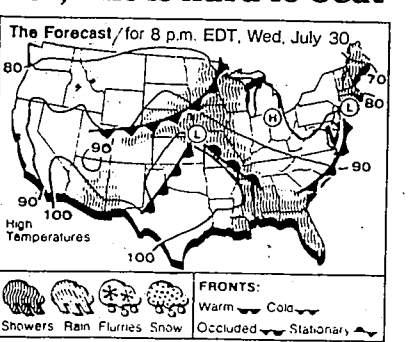 The Forecast/for 8 p.m. EDT, Wed, July 30
80
70
80
L
H
90
L
90
90
100
High
Temperatures
100
Showers Rain Flurries Snow
FRONTS:
Warm Cold
Occluded Stationary